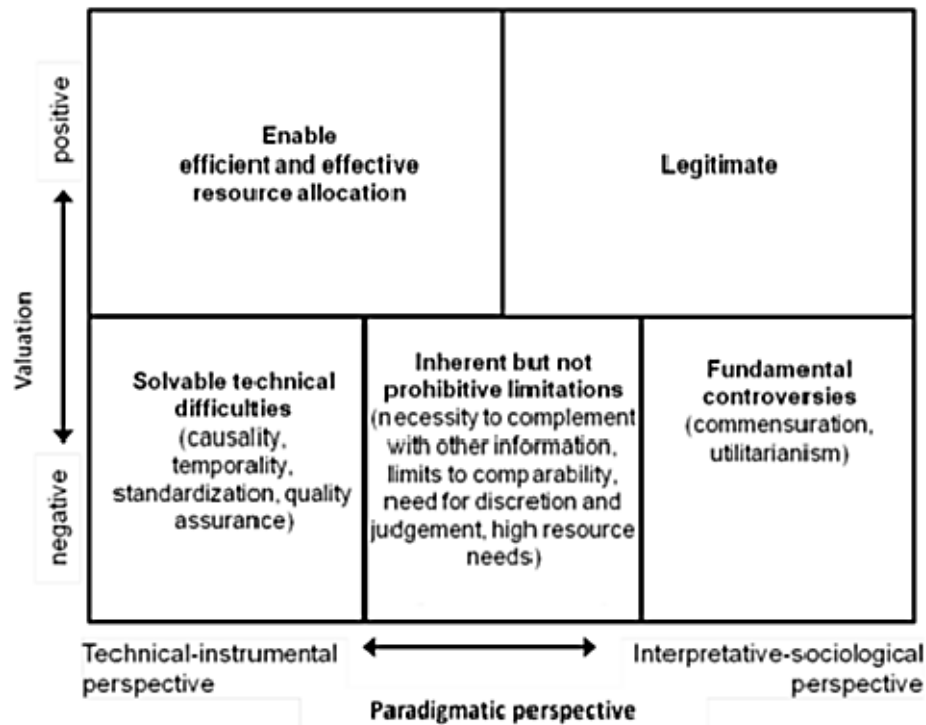 positive
Enable
efficient and effective
resource allocation
Legitimate
Valuation
negative
Solvable technical
difficulties
(causality,
temporality,
standardization, quality
assurance)
Inherent but not
prohibitive limitations
(necessity to complement
with other information,
limits to comparability,
need for discretion and
judgement, high resource
needs)
Fundamental
controversies
(commensuration,
utilitarianism)
Technical-instrumental
perspective
Interpretative-sociological
perspective
Paradigmatic perspective